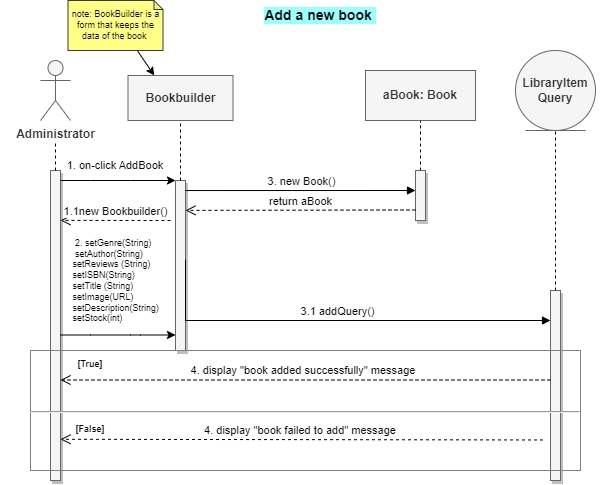 note: BookBuilder is a
form that keeps the
data of the book
Add a new book
Administrator
Bookbuilder
aBook: Book
LibraryItem
Query
1. on-click AddBook
3. new Book()
return aBook
1.1new Bookbuilder()
2. setGenre(String)
setAuthor(String)
setReviews (String)
setISBN(String)
setTitle (String)
setImage(URL)
setDescription(String)
setStock(int)
3.1 addQuery()
[True]
4. display "book added successfully" message
[False]
4. display "book failed to add" message